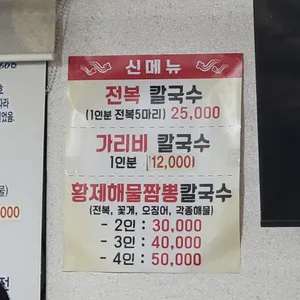 신메뉴
전복 칼국수
(1인분 전복5마리) 25,000
가리비 칼국수
1인분 12,000
황제해물짬뽕칼국수
(전복, 꽃게, 오징어, 각종해물)
- 2인 : 30,000
- 3인 : 40,000
- 4인 : 50,000